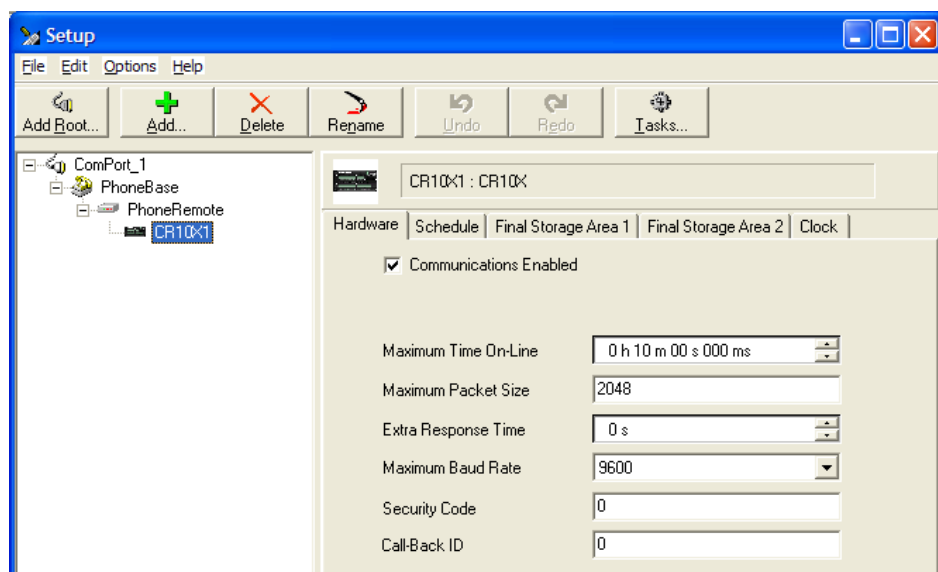 Setup
File Edit Options Help
Add Root... Add... Delete Rename Undo Redo Tasks...
ComPort_1
PhoneBase
PhoneRemote
CR10X1
CR10X1 : CR10X
Hardware Schedule Final Storage Area 1 Final Storage Area 2 Clock
Communications Enabled
Maximum Time On-Line 0 h 10 m 00 s 000 ms
Maximum Packet Size 2048
Extra Response Time 0 s
Maximum Baud Rate 9600
Security Code 0
Call-Back ID 0